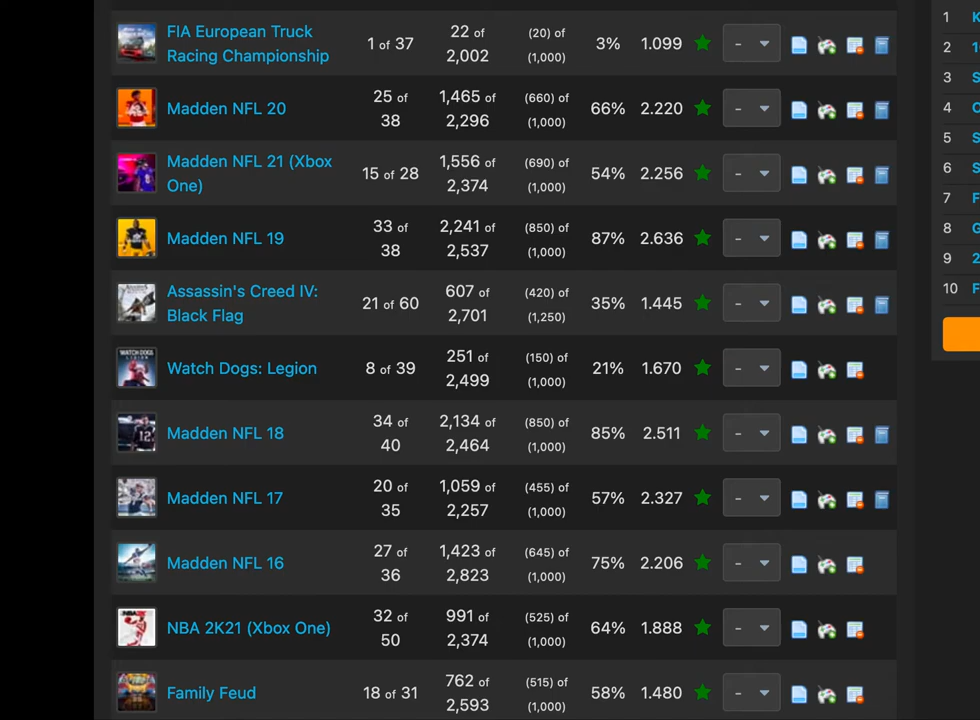 FIA European Truck
Racing Championship
1 of 37
22 of
2,002
(20) of
(1,000)
3%
1.099
-
Madden NFL 20
25 of
38
1,465 of
2,296
(660) of
(1,000)
66%
2.220
-
Madden NFL 21 (Xbox
One)
15 of 28
1,556 of
2,374
(690) of
(1,000)
54%
2.256
-
Madden NFL 19
33 of
38
2,241 of
2,537
(850) of
(1,000)
87%
2.636
-
Assassin's Creed IV:
Black Flag
21 of 60
607 of
2,701
(420) of
(1,250)
35%
1.445
-
WATCH DOGS
LEGION
Watch Dogs: Legion
8 of 39
251 of
2,499
(150) of
(1,000)
21%
1.670
-
12
Madden NFL 18
34 of
40
2,134 of
2,464
(850) of
(1,000)
85%
2.511
-
Madden NFL 17
20 of
35
1,059 of
2,257
(455) of
(1,000)
57%
2.327
-
Madden NFL 16
27 of
36
1,423 of
2,823
(645) of
(1,000)
75%
2.206
-
NBA 2K21 (Xbox One)
32 of
50
991 of
2,374
(525) of
(1,000)
64%
1.888
-
Family Feud
18 of 31
762 of
2,593
(515) of
(1,000)
58%
1.480
-
1
2
3
4
5
6
7
8
9
10